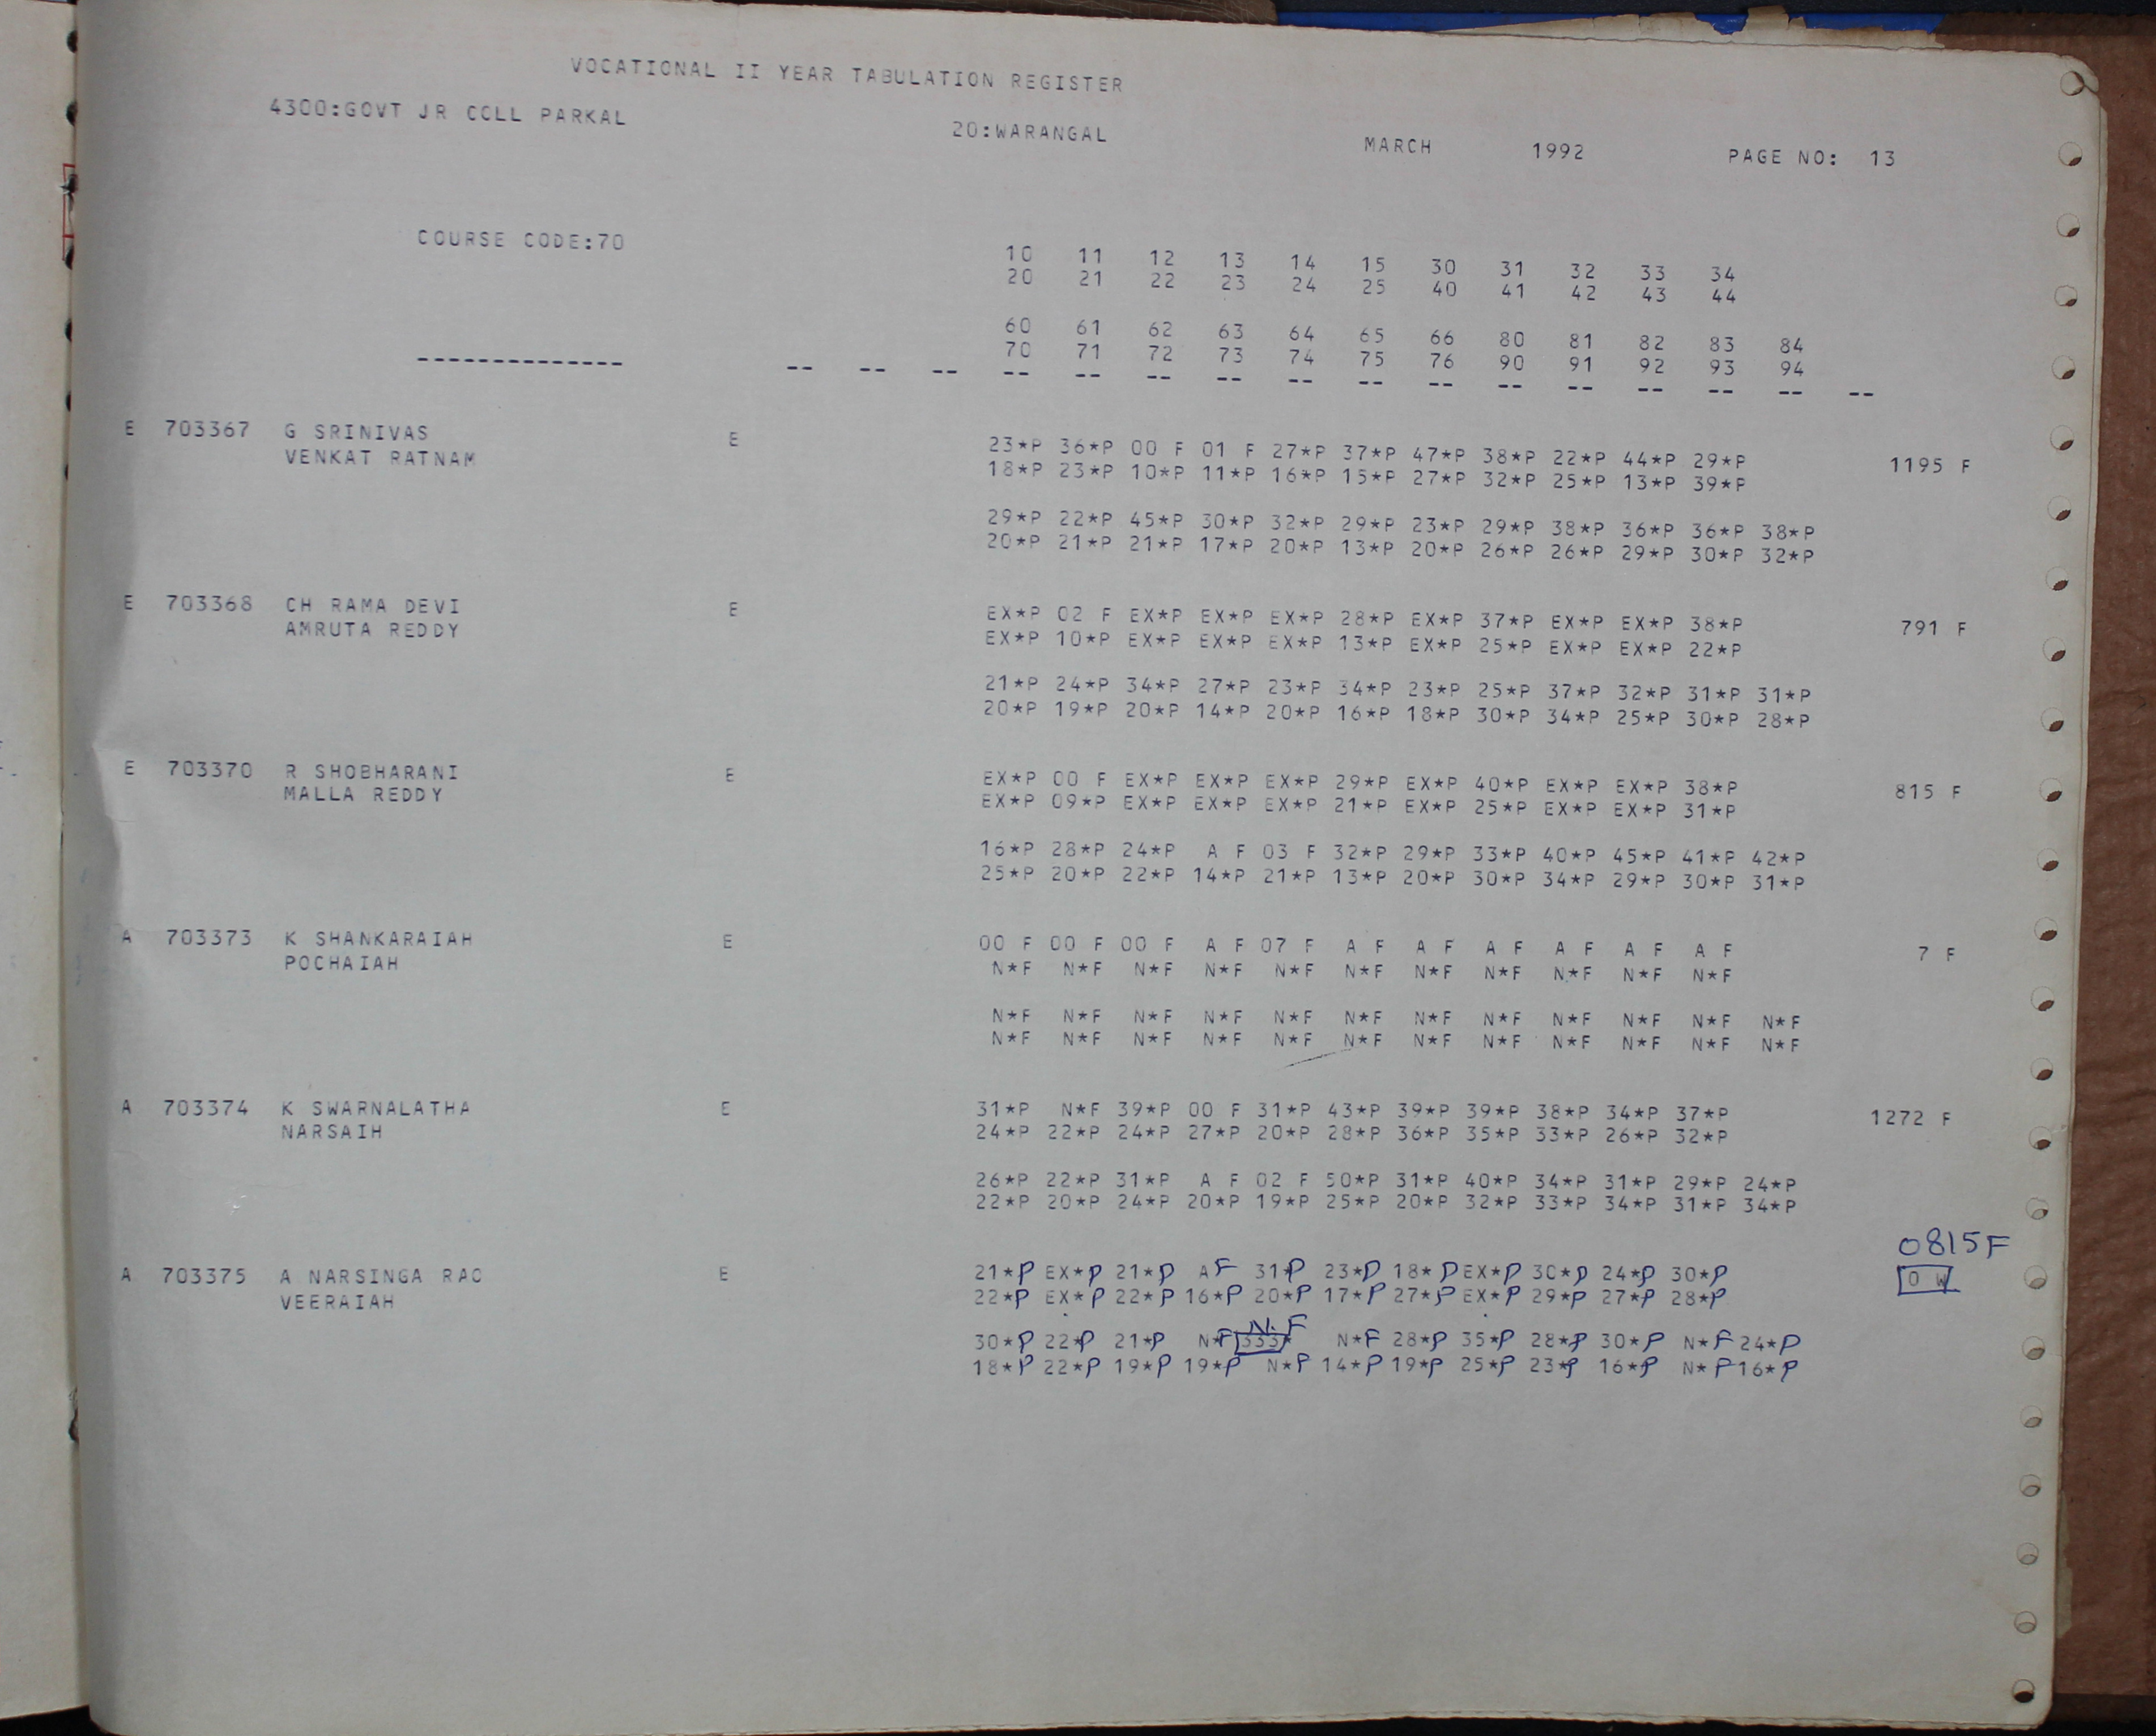 VOCATIONAL II YEAR TABULATION REGISTER
4300:GOVT JR COLL PARKAL 20:WARANGAL MARCH 1992 PAGE NO: 13
COURSE CODE:70
10 11 12 13 14 15 30 31 32 33 34
20 21 22 23 24 25 40 41 42 43 44
60 61 62 63 64 65 66 80 81 82 83 84
70 71 72 73 74 75 76 90 91 92 93 94
-------------- -- -- -- -- -- -- -- -- -- -- -- -- -- -- -- --
E 703367 G SRINIVAS E 23*P 36*P 00 F 01 F 27*P 37*P 47*P 38*P 22*P 44*P 29*P 1195 F
VENKAT RATNAM 18*P 23*P 10*P 11*P 16*P 15*P 27*P 32*P 25*P 13*P 39*P
29*P 22*P 45*P 30*P 32*P 29*P 23*P 29*P 38*P 36*P 36*P 38*P
20*P 21*P 21*P 17*P 20*P 13*P 20*P 26*P 26*P 29*P 30*P 32*P
E 703368 CH RAMA DEVI E EX*P 02 F EX*P EX*P EX*P 28*P EX*P 37*P EX*P EX*P 38*P 791 F
AMRUTA REDDY EX*P 10*P EX*P EX*P EX*P 13*P EX*P 25*P EX*P EX*P 22*P
21*P 24*P 34*P 27*P 23*P 34*P 23*P 25*P 37*P 32*P 31*P 31*P
20*P 19*P 20*P 14*P 20*P 16*P 18*P 30*P 34*P 25*P 30*P 28*P
E 703370 R SHOBHARANI E EX*P 00 F EX*P EX*P EX*P 29*P EX*P 40*P EX*P EX*P 38*P 815 F
MALLA REDDY EX*P 09*P EX*P EX*P EX*P 21*P EX*P 25*P EX*P EX*P 31*P
16*P 28*P 24*P A F 03 F 32*P 29*P 33*P 40*P 45*P 41*P 42*P
25*P 20*P 22*P 14*P 21*P 13*P 20*P 30*P 34*P 29*P 30*P 31*P
A 703373 K SHANKARAIAH E 00 F 00 F 00 F A F 07 F A F A F A F A F A F A F 7 F
POCHAIAH N*F N*F N*F N*F N*F N*F N*F N*F N*F N*F N*F
N*F N*F N*F N*F N*F N*F N*F N*F N*F N*F N*F N*F
N*F N*F N*F N*F N*F N*F N*F N*F N*F N*F N*F N*F
A 703374 K SWARNALATHA E 31*P N*F 39*P 00 F 31*P 43*P 39*P 39*P 38*P 34*P 37*P 1272 F
NARSAIH 24*P 22*P 24*P 27*P 20*P 28*P 36*P 35*P 33*P 26*P 32*P
26*P 22*P 31*P A F 02 F 50*P 31*P 40*P 34*P 31*P 29*P 24*P
22*P 20*P 24*P 20*P 19*P 25*P 20*P 32*P 33*P 34*P 31*P 34*P
0815F
A 703375 A NARSINGA RAO E 21*P EX*P 21*P AF 31P 23*P 18*P EX*P 30*P 24*P 30*P 0 W
VEERAIAH 22*P EX*P 22*P 16*P 20*P 17*P 27*P EX*P 29*P 27*P 28*P
N.F
30*P 22*P 21*P N*F 333* N*F 28*P 35*P 28*P 30*P N*F 24*P
18*P 22*P 19*P 19*P N*P 14*P 19*P 25*P 23*P 16*P N*F 16*P